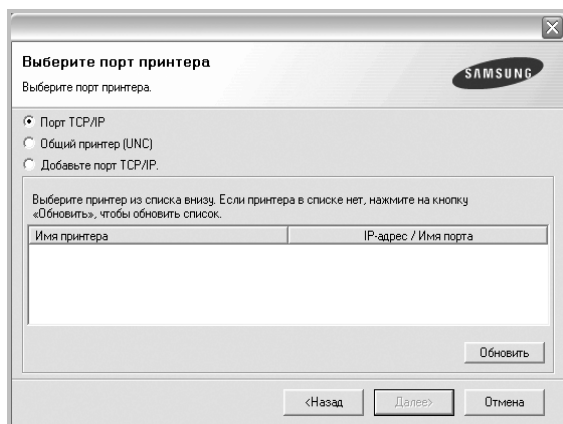 Выберите порт принтера
Выберите порт принтера.
SAMSUNG
Порт TCP/IP
Общий принтер (UNC)
Добавьте порт TCP/IP.
Выберите принтер из списка внизу. Если принтера в списке нет, нажмите на кнопку
«Обновить», чтобы обновить список.
Имя принтера IP-адрес / Имя порта
Обновить
<Назад Далее> Отмена